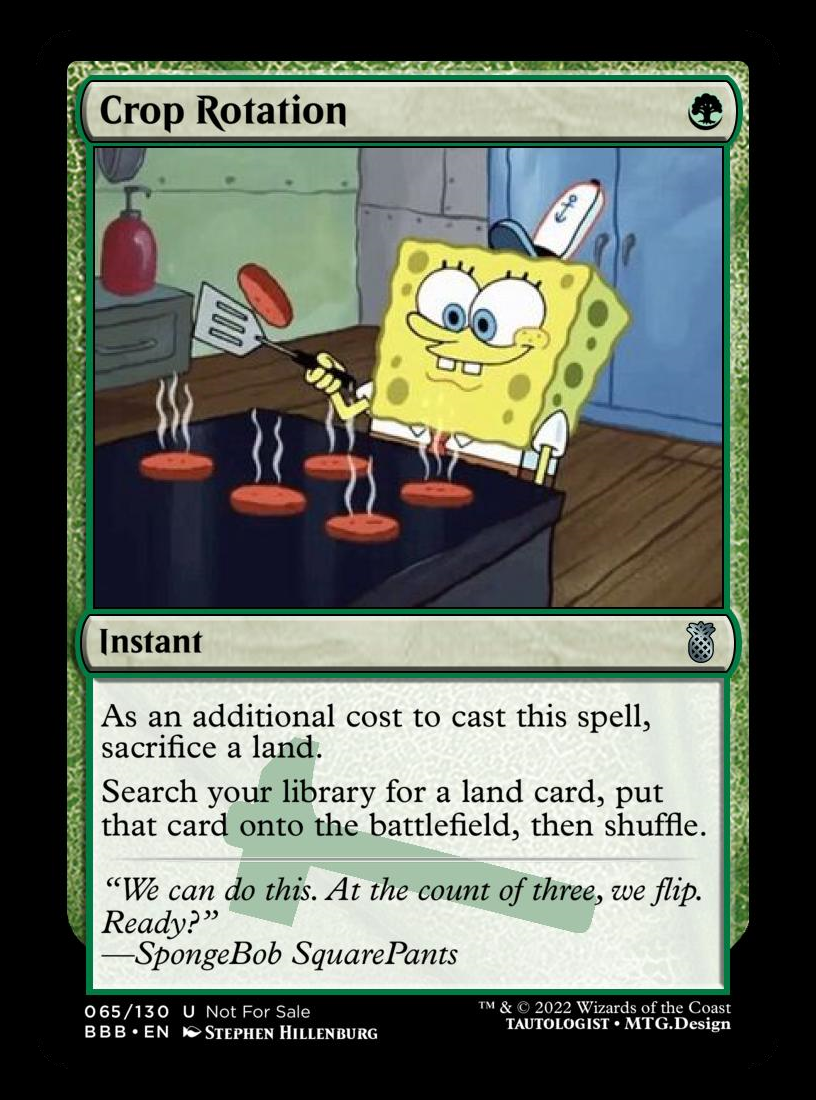 Crop Rotation
Instant
As an additional cost to cast this spell,
sacrifice a land.
Search your library for a land card, put
that card onto the battlefield, then shuffle.
“We can do this. At the count of three, we flip.
Ready?”
—SpongeBob SquarePants
065/130 U Not For Sale
BBB • EN STEPHEN HILLENBURG
™ & © 2022 Wizards of the Coast
TAUTOLOGIST • MTG.Design